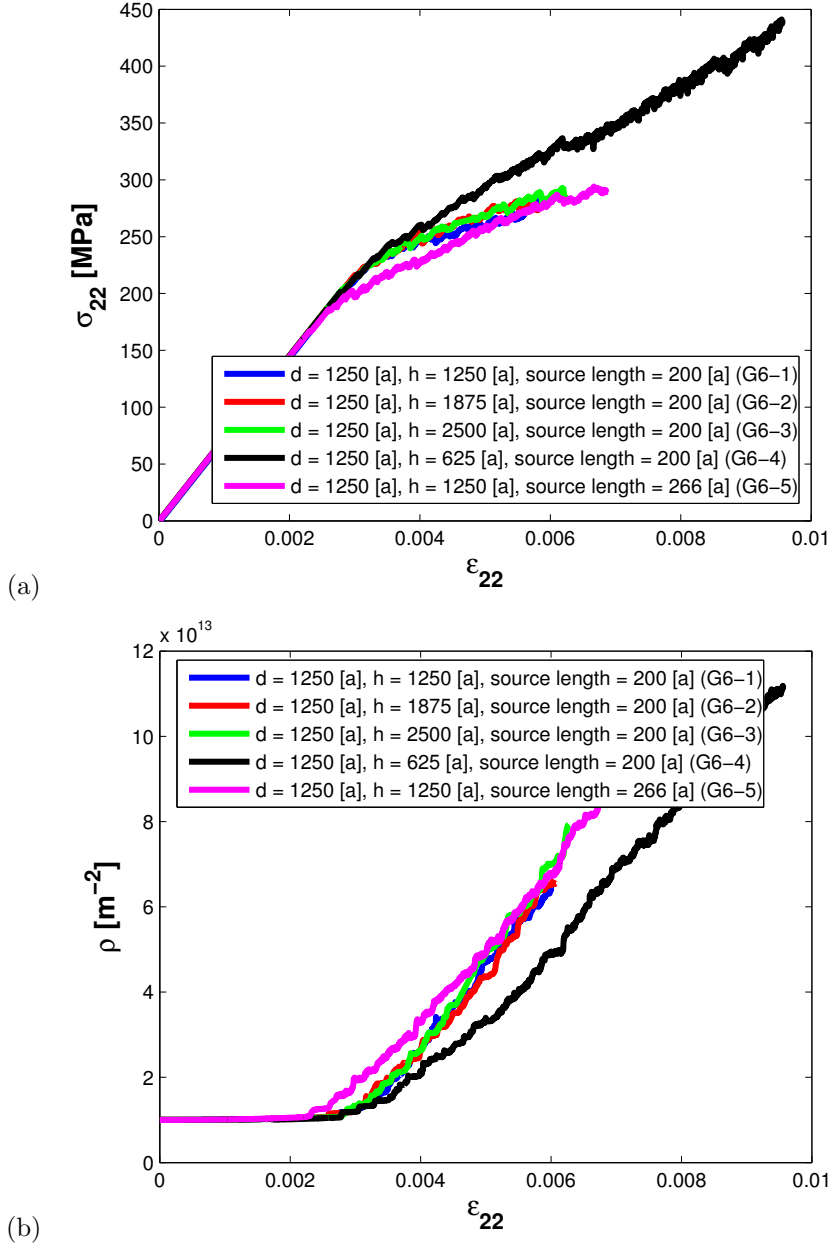 450
400
350
300
250
200
150
100
50
0
σ22 [MPa]
d = 1250 [a], h = 1250 [a], source length = 200 [a] (G6−1)
d = 1250 [a], h = 1875 [a], source length = 200 [a] (G6−2)
d = 1250 [a], h = 2500 [a], source length = 200 [a] (G6−3)
d = 1250 [a], h = 625 [a], source length = 200 [a] (G6−4)
d = 1250 [a], h = 1250 [a], source length = 266 [a] (G6−5)
0 0.002 0.004 0.006 0.008 0.01
ε22
(a)
x 10^13
12
10
8
6
4
2
0
ρ [m−2]
d = 1250 [a], h = 1250 [a], source length = 200 [a] (G6−1)
d = 1250 [a], h = 1875 [a], source length = 200 [a] (G6−2)
d = 1250 [a], h = 2500 [a], source length = 200 [a] (G6−3)
d = 1250 [a], h = 625 [a], source length = 200 [a] (G6−4)
d = 1250 [a], h = 1250 [a], source length = 266 [a] (G6−5)
0 0.002 0.004 0.006 0.008 0.01
ε22
(b)